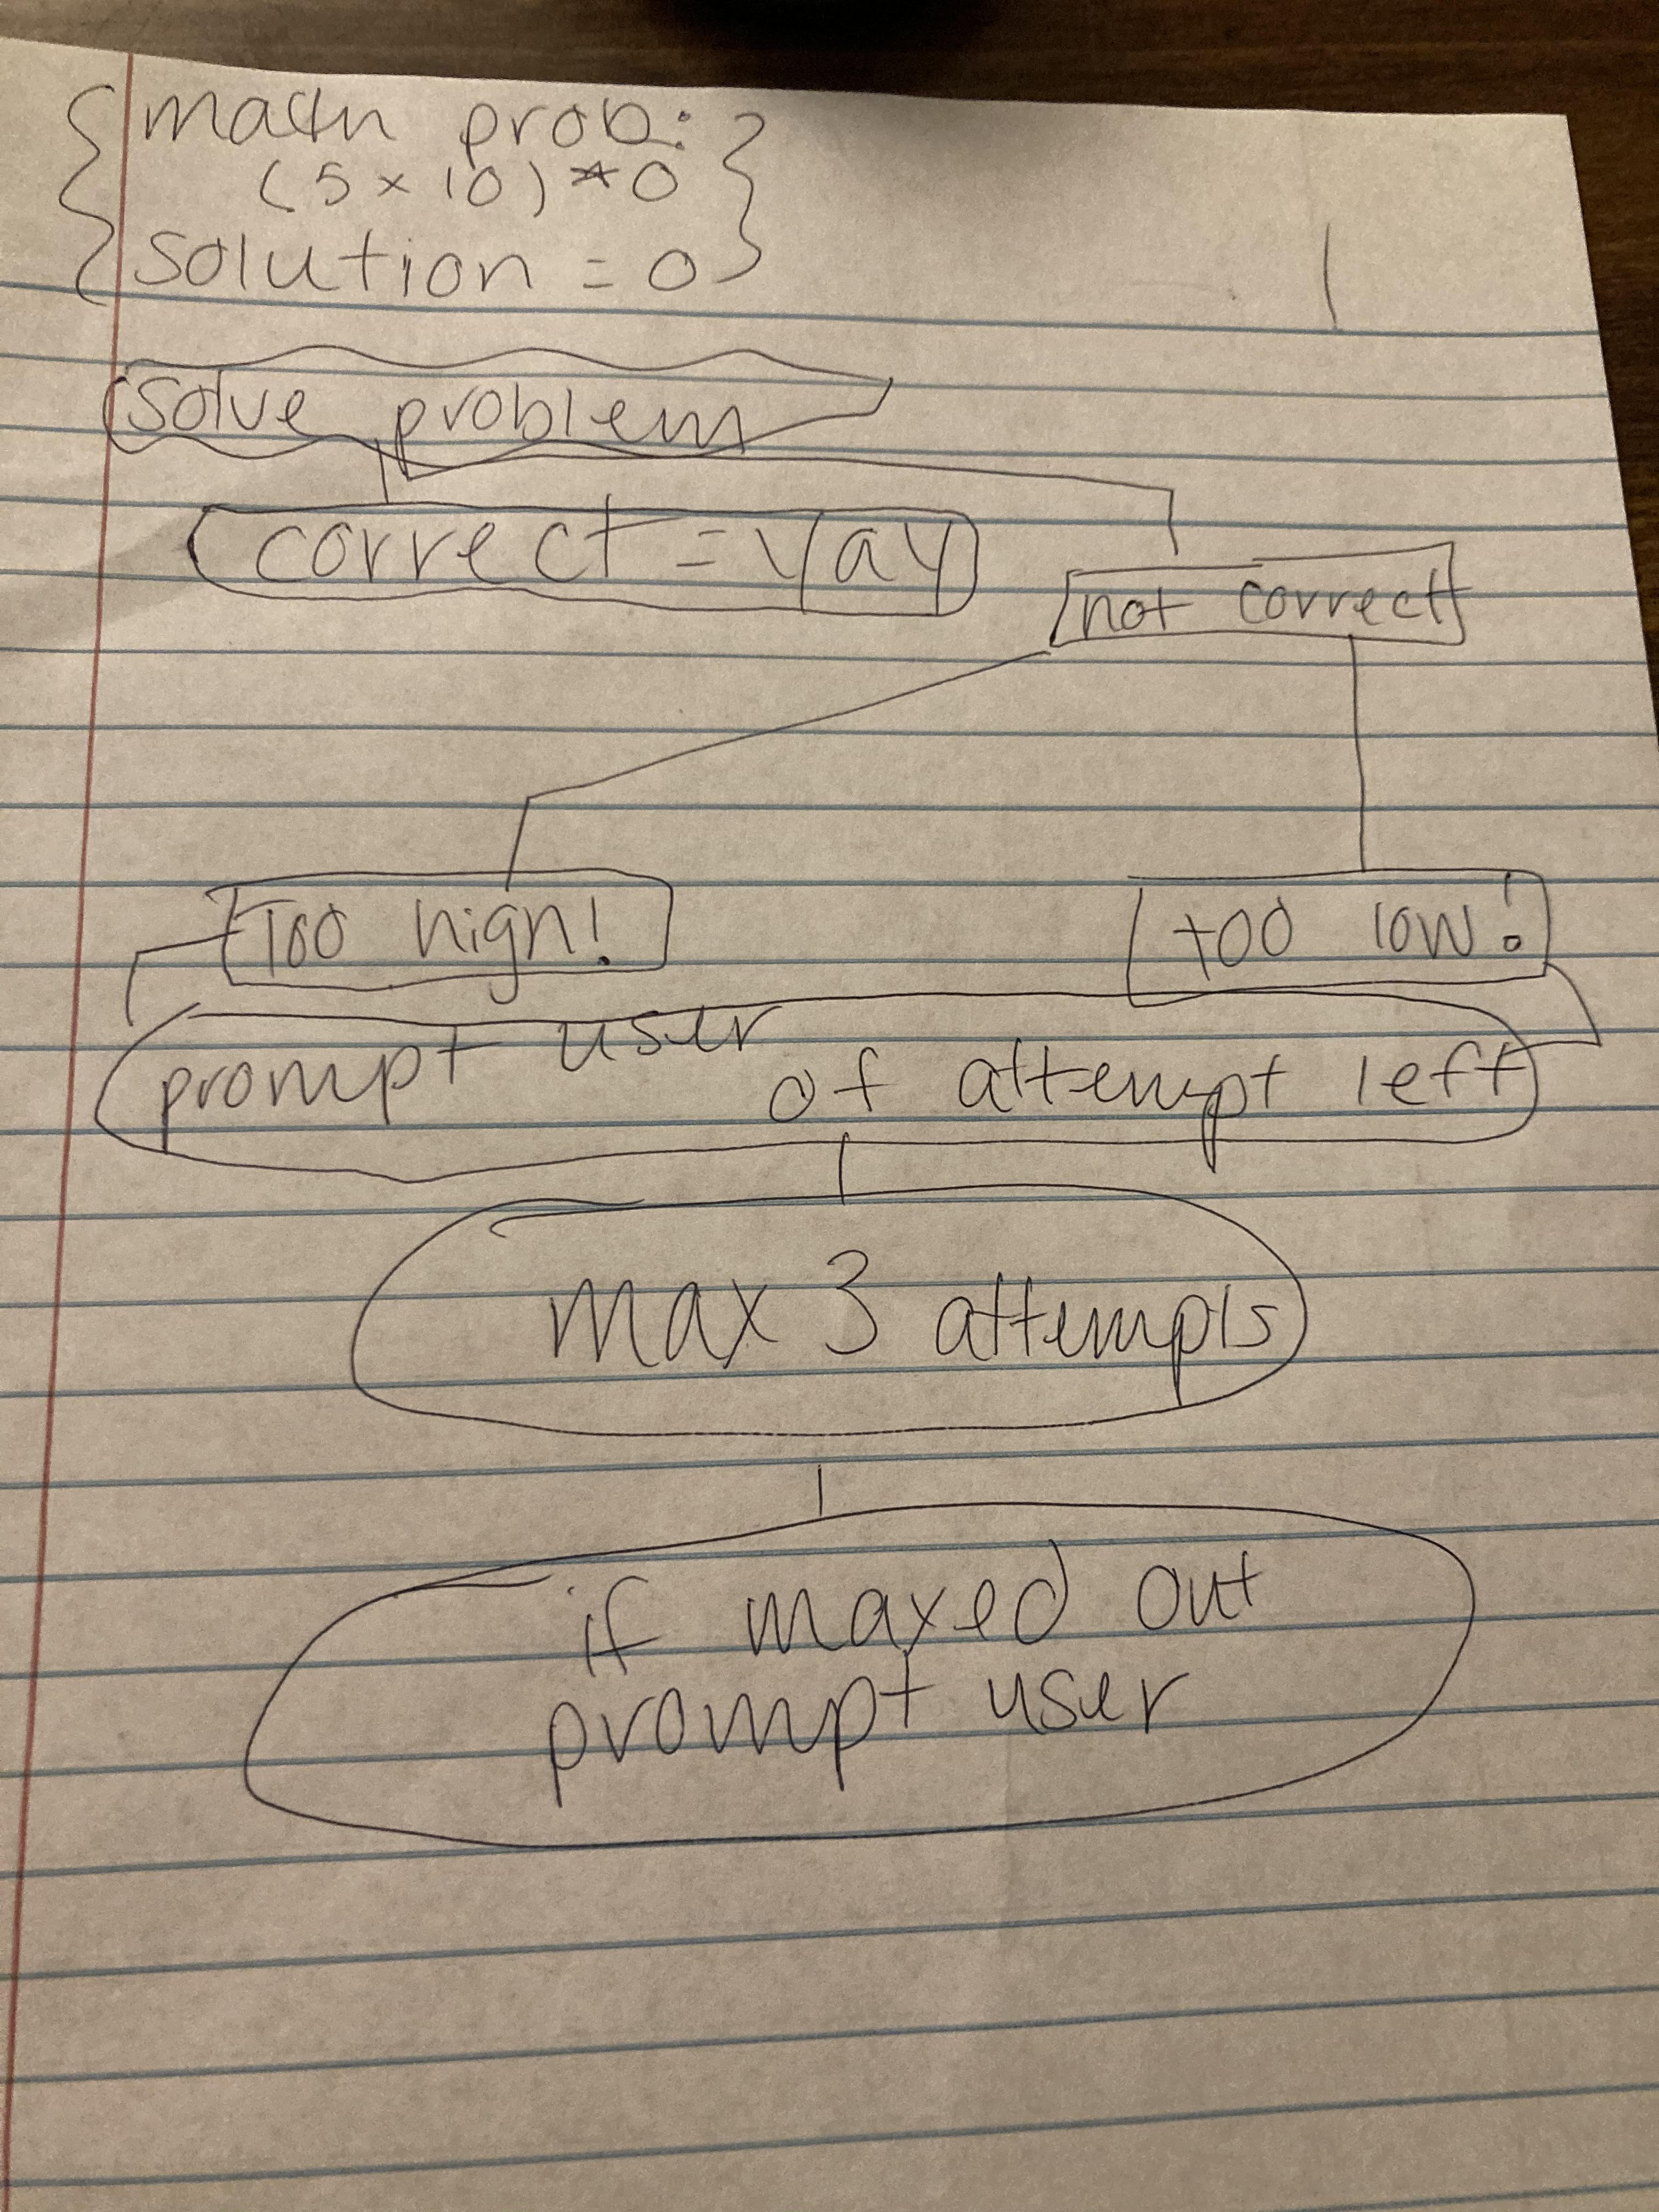 math prob:
(5 × 10) * 0
solution = 0
solve problem
correct = yay
not correct
Too high!
too low!
prompt user of attempt left
max 3 attempts
if maxed out
prompt user